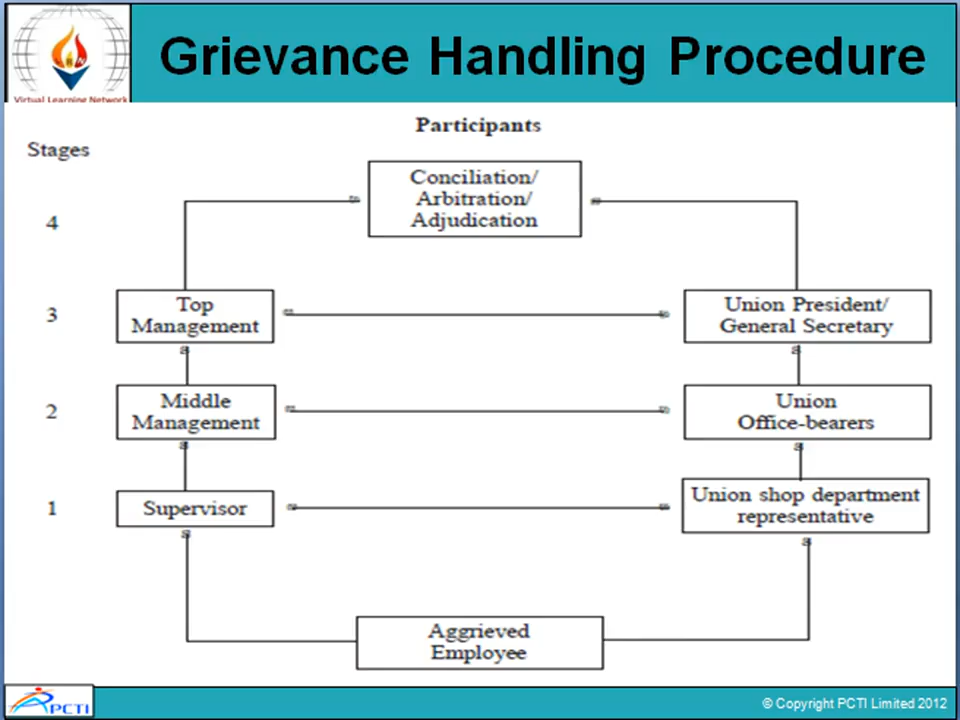 Grievance Handling Procedure
Virtual Learning Network
Participants
Stages
Conciliation/
Arbitration/
Adjudication
4
3
Top
Management
Union President/
General Secretary
2
Middle
Management
Union
Office-bearers
1
Supervisor
Union shop department
representative
Aggrieved
Employee
PCTI
© Copyright PCTI Limited 2012